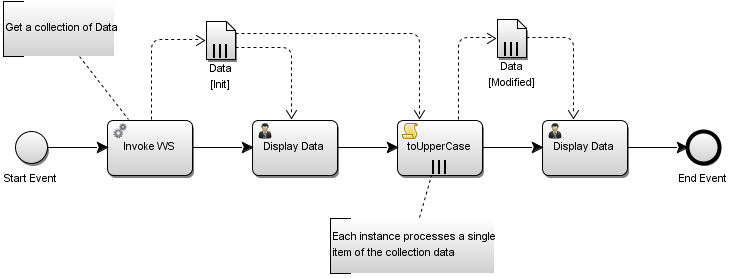 Get a collection of Data
Data
[Init]
Data
[Modified]
Invoke WS
Display Data
toUpperCase
Display Data
Start Event
End Event
Each instance processes a single
item of the collection data